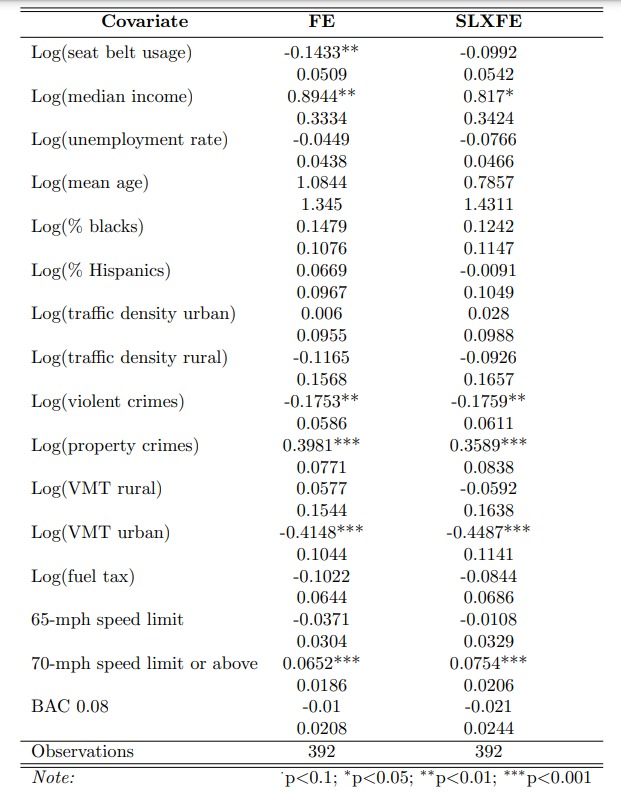 Covariate FE SLXFE
Log(seat belt usage) -0.1433** -0.0992
0.0509 0.0542
Log(median income) 0.8944** 0.817*
0.3334 0.3424
Log(unemployment rate) -0.0449 -0.0766
0.0438 0.0466
Log(mean age) 1.0844 0.7857
1.345 1.4311
Log(% blacks) 0.1479 0.1242
0.1076 0.1147
Log(% Hispanics) 0.0669 -0.0091
0.0967 0.1049
Log(traffic density urban) 0.006 0.028
0.0955 0.0988
Log(traffic density rural) -0.1165 -0.0926
0.1568 0.1657
Log(violent crimes) -0.1753** -0.1759**
0.0586 0.0611
Log(property crimes) 0.3981*** 0.3589***
0.0771 0.0838
Log(VMT rural) 0.0577 -0.0592
0.1544 0.1638
Log(VMT urban) -0.4148*** -0.4487***
0.1044 0.1141
Log(fuel tax) -0.1022 -0.0844
0.0644 0.0686
65-mph speed limit -0.0371 -0.0108
0.0304 0.0329
70-mph speed limit or above 0.0652*** 0.0754***
0.0186 0.0206
BAC 0.08 -0.01 -0.021
0.0208 0.0244
Observations 392 392
Note: ·p<0.1; *p<0.05; **p<0.01; ***p<0.001